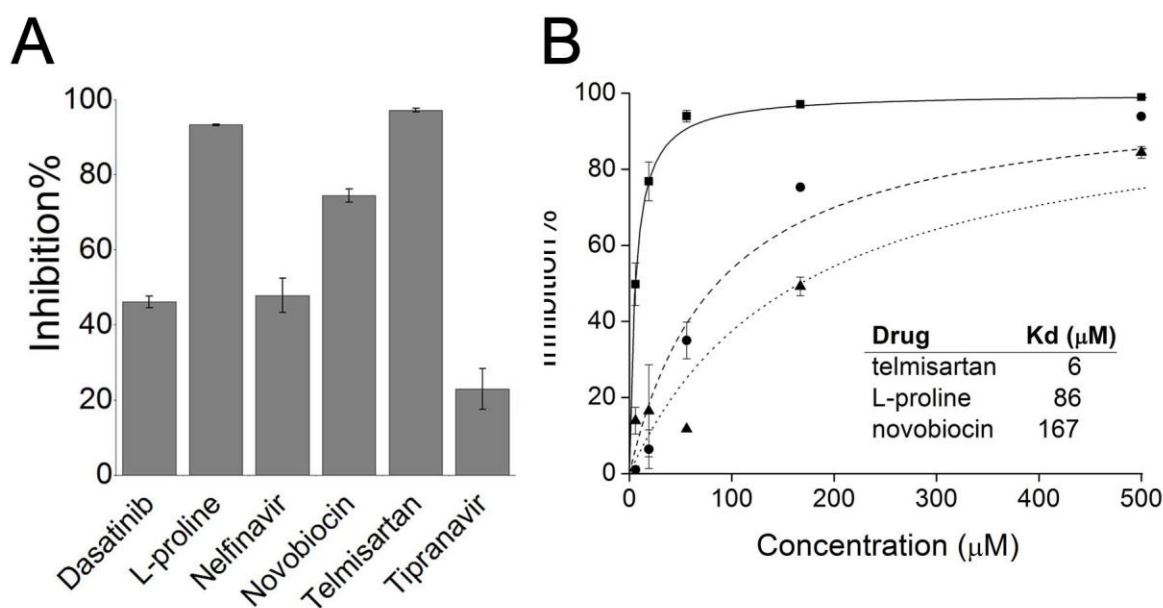 A
Inhibition%
100
80
60
40
20
0
Dasatinib
L-proline
Nelfinavir
Novobiocin
Telmisartan
Tipranavir
B
100
80
60
40
20
0
0 100 200 300 400 500
Concentration (μM)
Drug Kd (μM)
telmisartan 6
L-proline 86
novobiocin 167